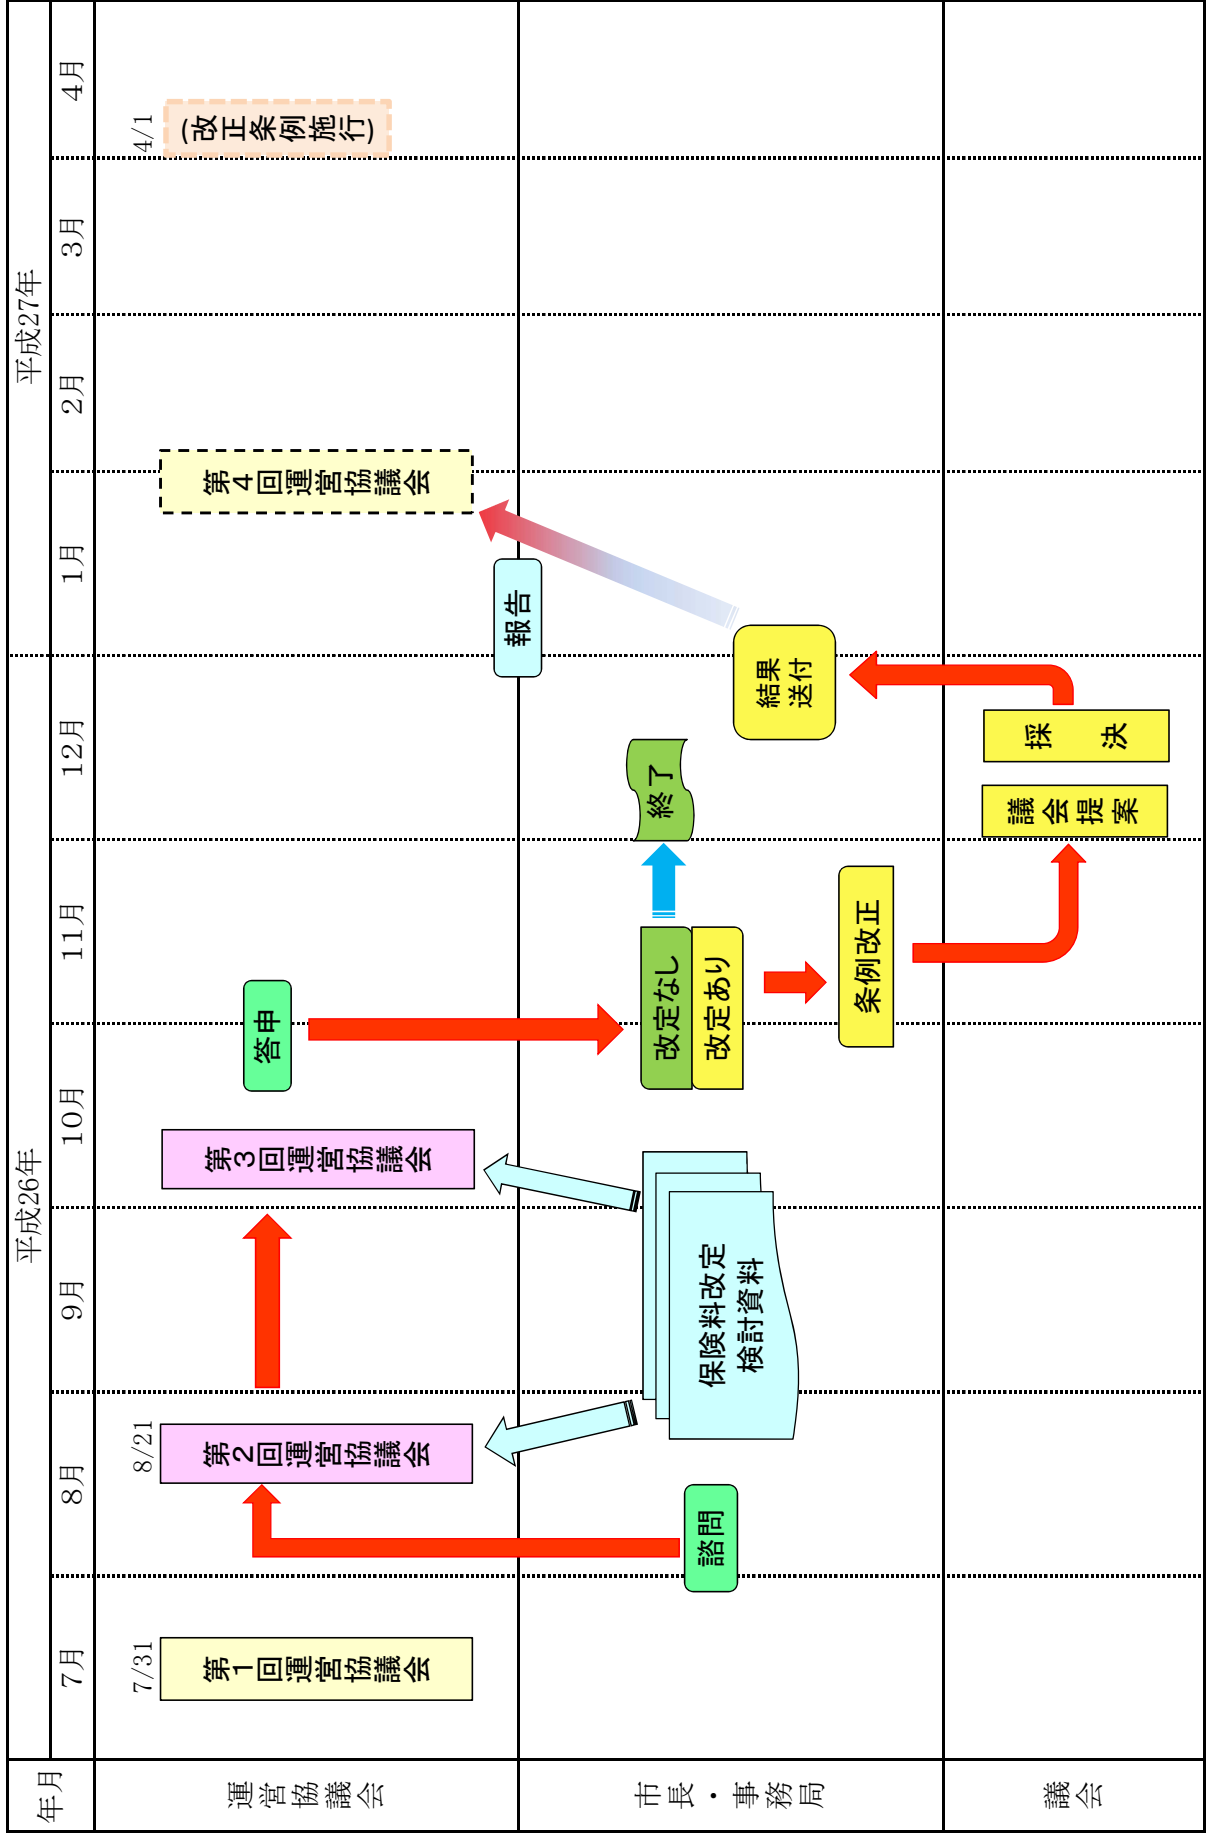 年月
平成26年
平成27年
7月
8月
9月
10月
11月
12月
1月
2月
3月
4月
運営協議会
7/31
第1回運営協議会
8/21
第2回運営協議会
第3回運営協議会
答申
報告
第4回運営協議会
4/1
(改正条例施行)
市長・事務局
諮問
保険料改定
検討資料
改定なし
改定あり
終了
条例改正
結果
送付
議会
議会提案
採決